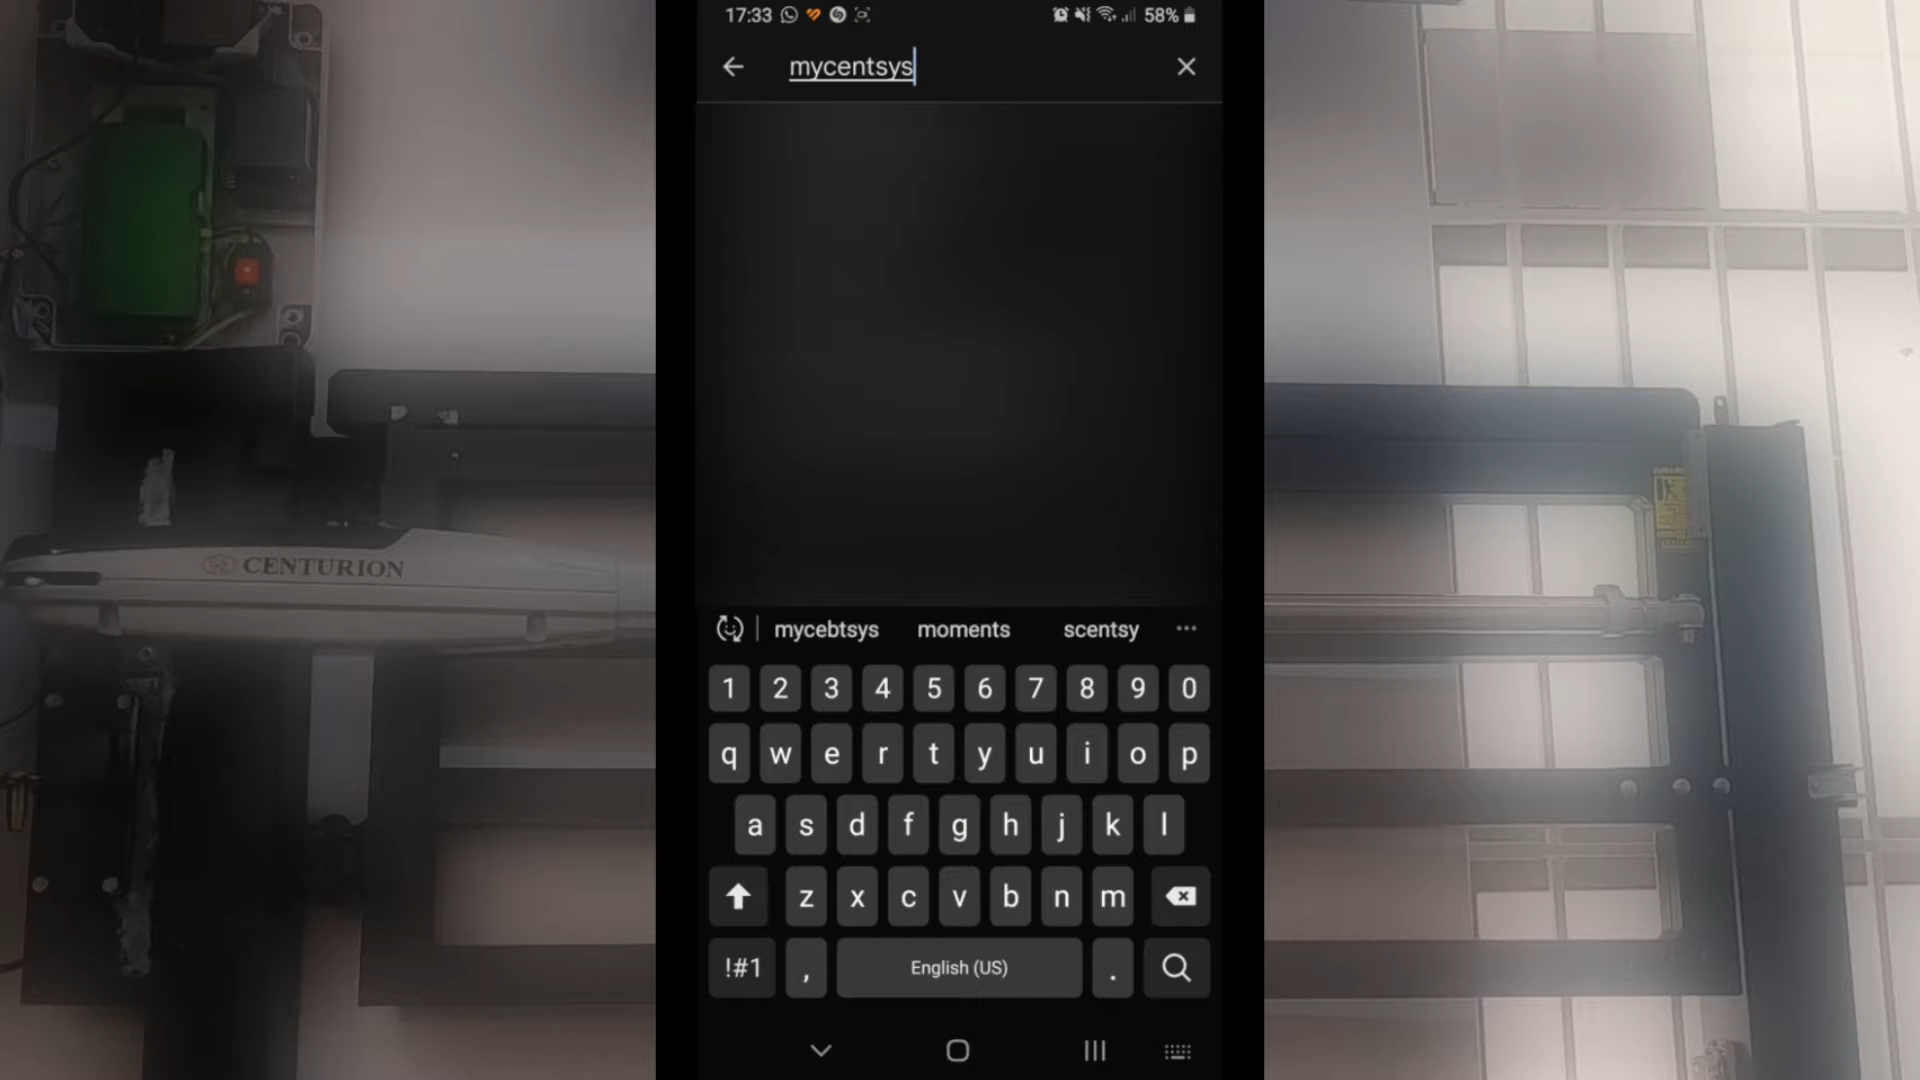 17:33 58%
mycentsys
CENTURION
mycebtsys moments scentsy
1 2 3 4 5 6 7 8 9 0
q w e r t y u i o p
a s d f g h j k l
z x c v b n m
!#1 , English (US) .